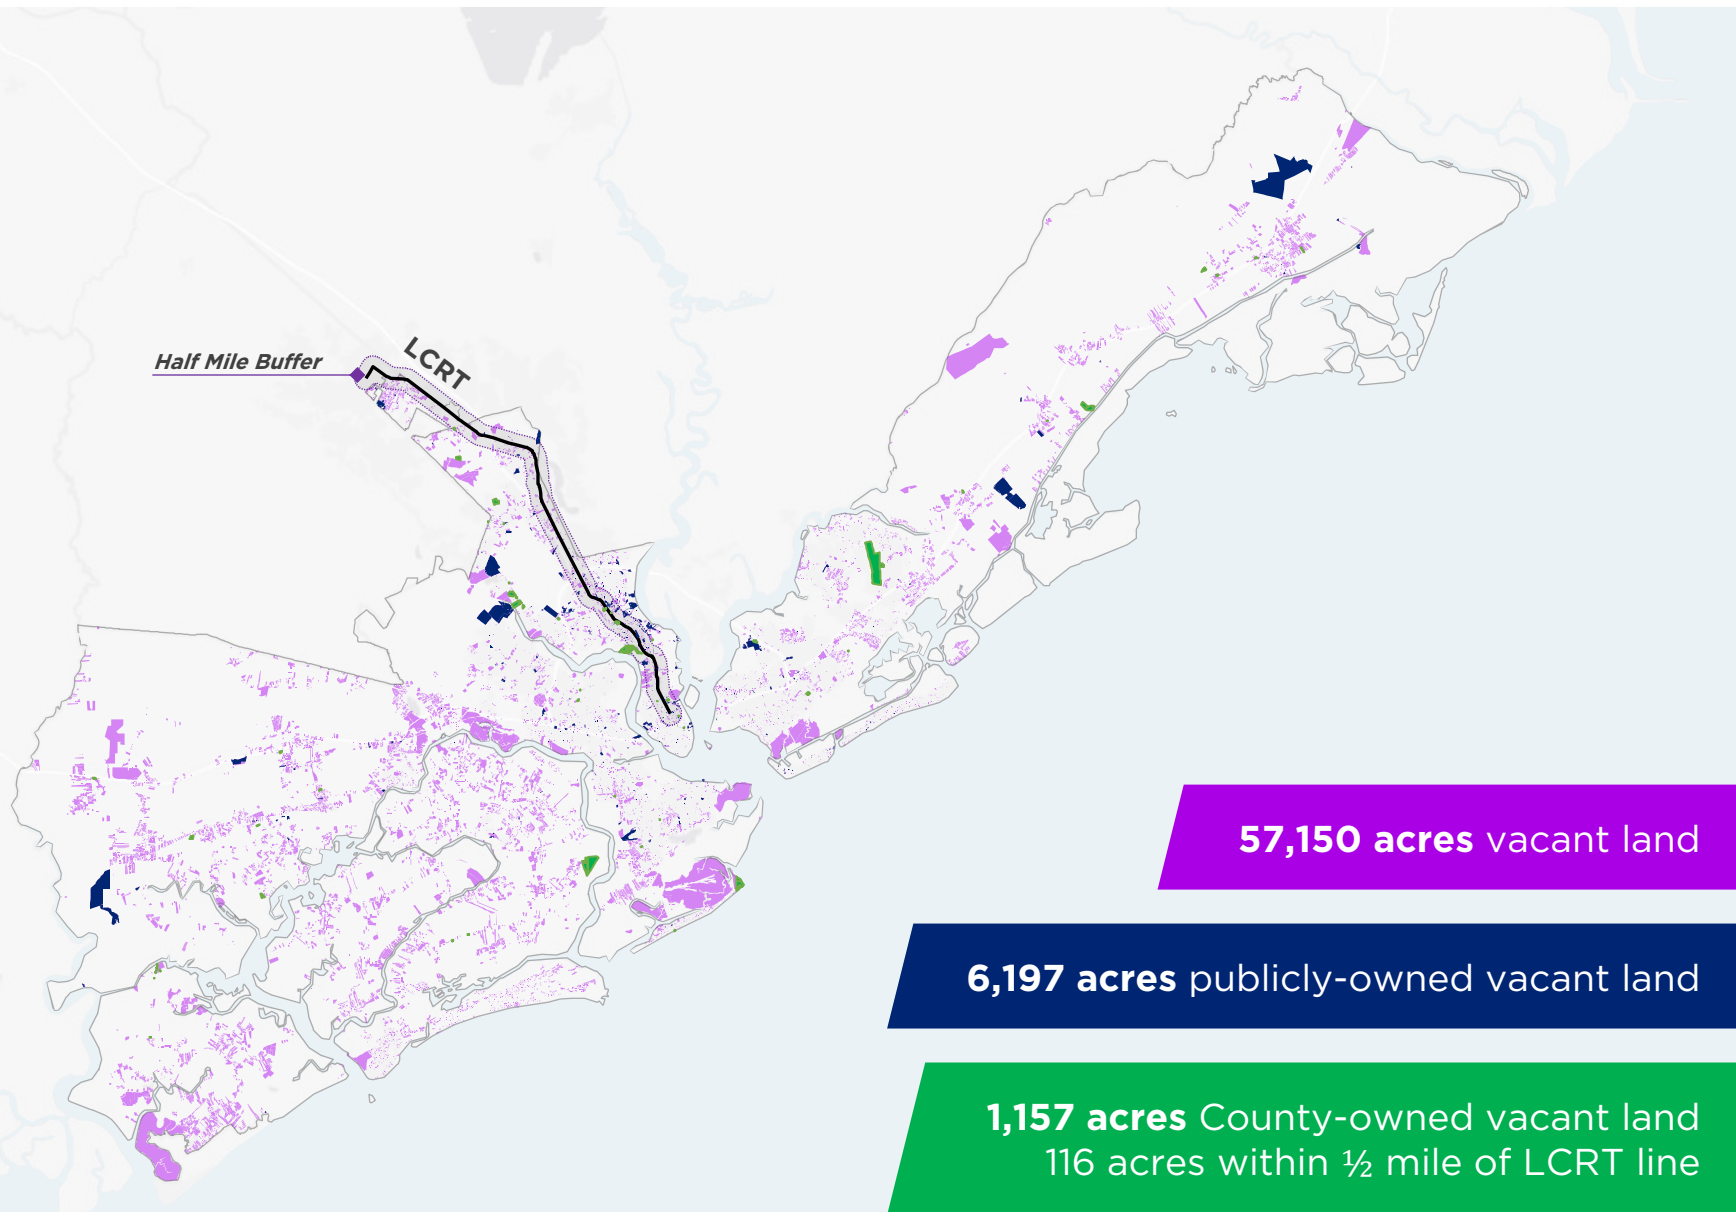 LCRT
Half Mile Buffer
57,150 acres vacant land
6,197 acres publicly-owned vacant land
1,157 acres County-owned vacant land
116 acres within ½ mile of LCRT line